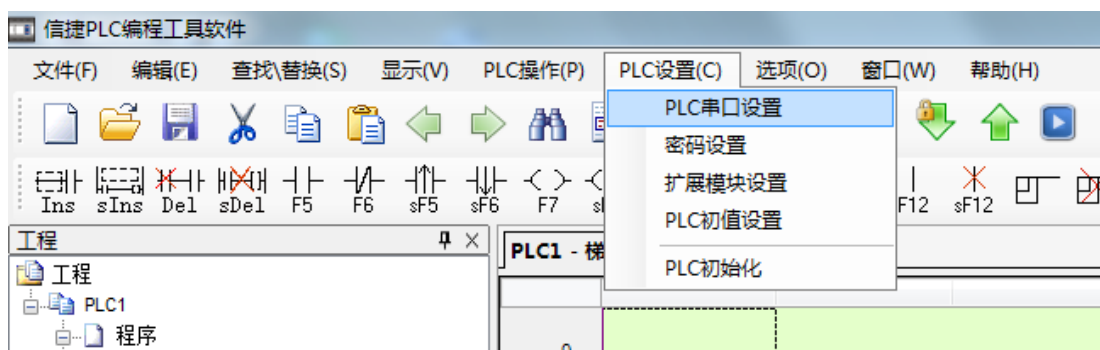 信捷PLC编程工具软件
文件(F) 编辑(E) 查找\替换(S) 显示(V) PLC操作(P) PLC设置(C) 选项(O) 窗口(W) 帮助(H)
PLC串口设置
密码设置
扩展模块设置
PLC初值设置
PLC初始化
Ins sIns Del sDel F5 F6 sF5 sF6 F7 F12 sF12
工程
PLC1 - 梯
工程
PLC1
程序